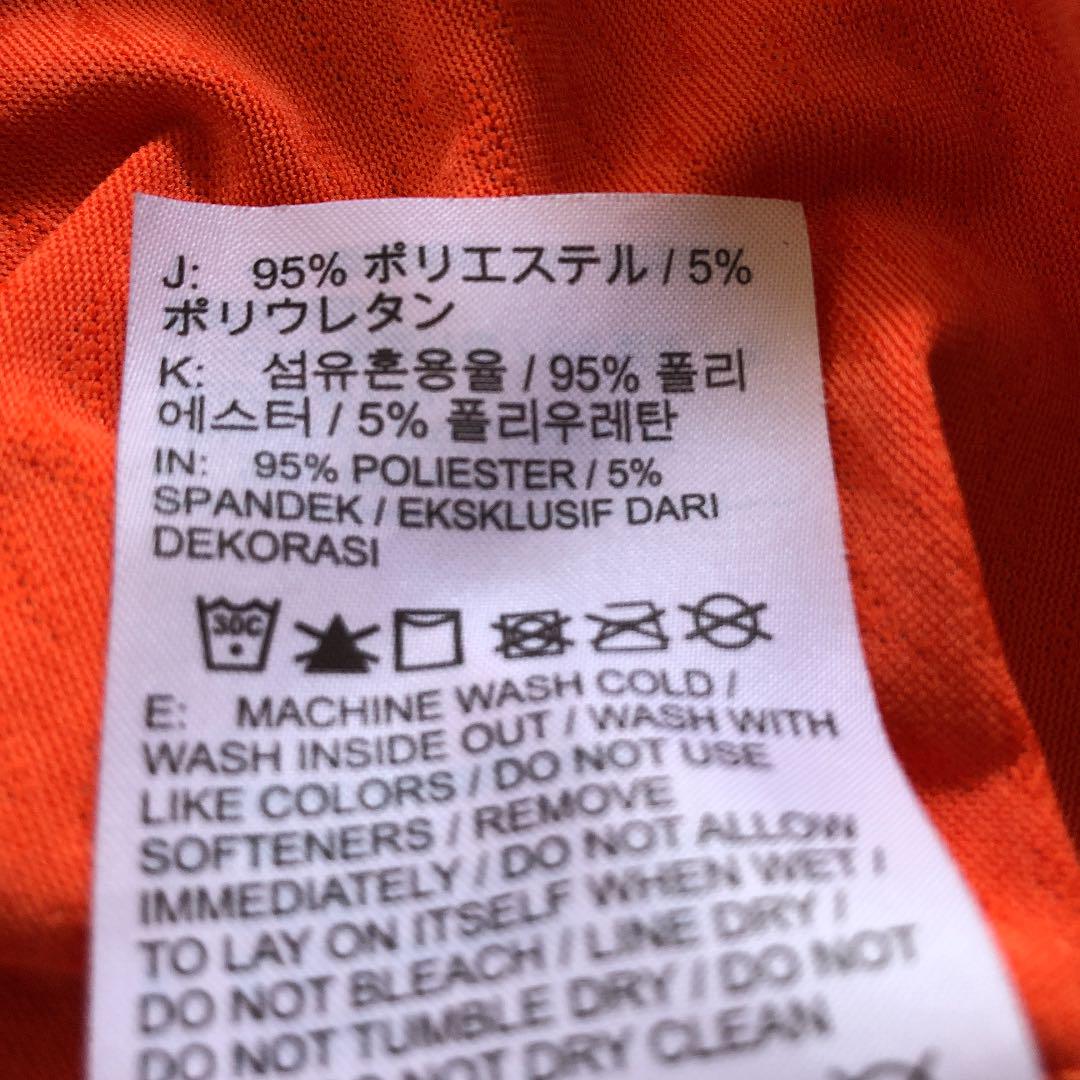 J: 95% ポリエステル / 5%
ポリウレタン
K: 섬유혼용율 / 95% 폴리
에스터 / 5% 폴리우레탄
IN: 95% POLIESTER / 5%
SPANDEK / EKSKLUSIF DARI
DEKORASI
30C
E: MACHINE WASH COLD /
WASH INSIDE OUT / WASH WITH
LIKE COLORS / DO NOT USE
SOFTENERS / REMOVE
IMMEDIATELY / DO NOT ALLOW
TO LAY ON ITSELF WHEN WET /
DO NOT BLEACH / LINE DRY /
DO NOT TUMBLE DRY / DO NOT
NOT DRY CLEAN